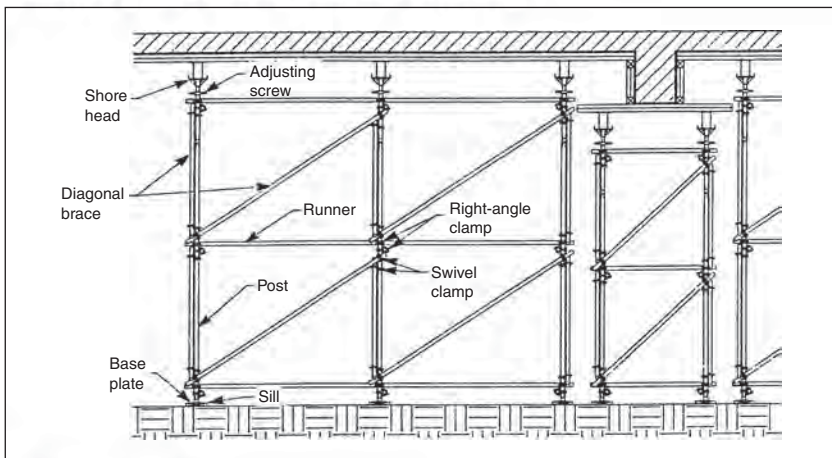 Adjusting
screw
Shore
head
Diagonal
brace
Runner
Right-angle
clamp
Swivel
clamp
Post
Base
plate
Sill